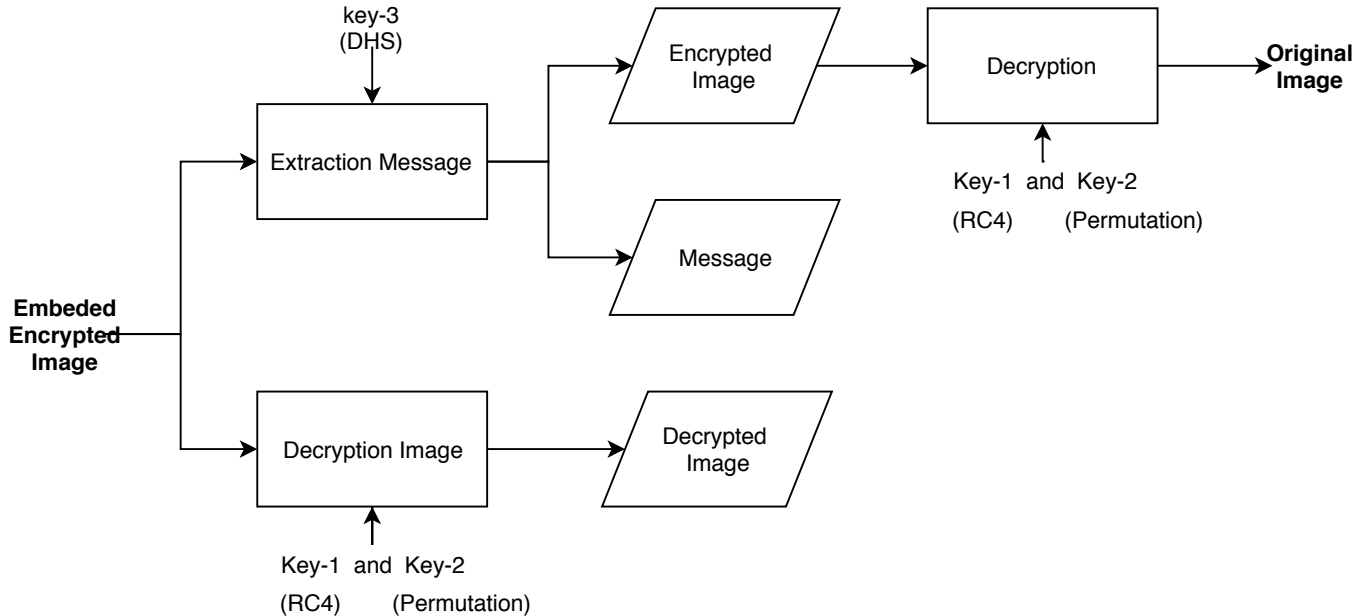 key-3
(DHS)
Extraction Message
Encrypted
Image
Decryption
Original
Image
Key-1 and Key-2
(RC4) (Permutation)
Message
Embeded
Encrypted
Image
Decryption Image
Decrypted
Image
Key-1 and Key-2
(RC4) (Permutation)